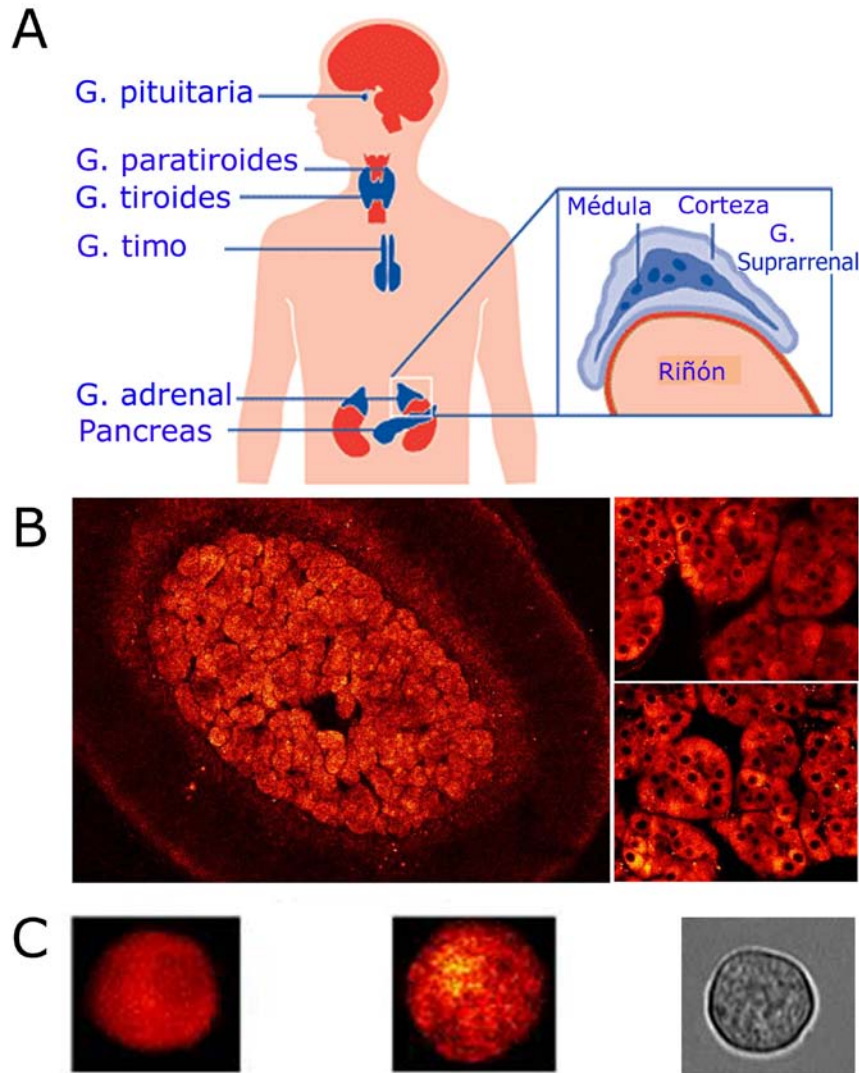 A
G. pituitaria
G. paratiroides
G. tiroides
G. timo
G. adrenal
Pancreas
Médula
Corteza
G.
Suprarrenal
Riñón
B
C